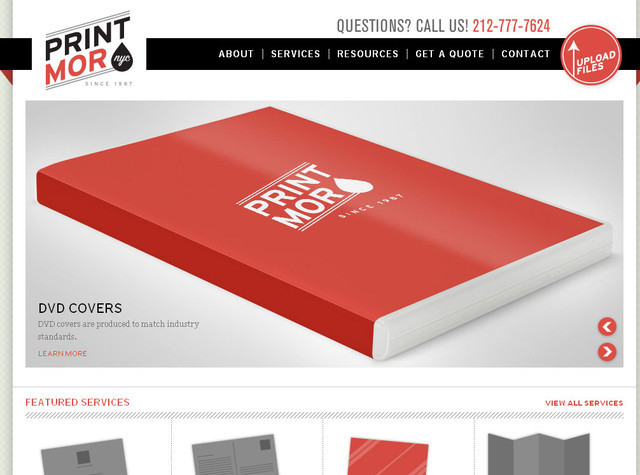 PRINT
MOR nyc
SINCE 1987
QUESTIONS? CALL US! 212-777-7624
ABOUT | SERVICES | RESOURCES | GET A QUOTE | CONTACT
UPLOAD
FILES
PRINT
MOR
SINCE 1987
DVD COVERS
DVD covers are produced to match industry
standards.
LEARN MORE
FEATURED SERVICES
VIEW ALL SERVICES